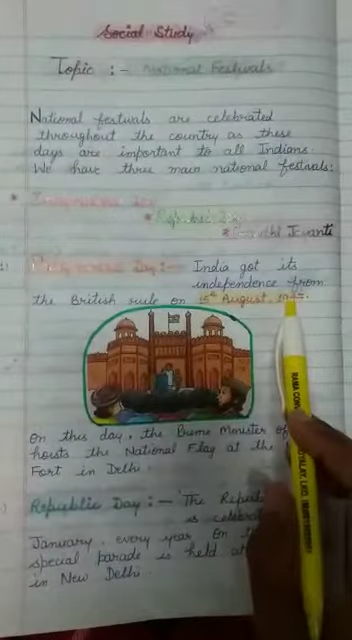 Social Study
Topic :- National Festivals
National festivals are celebrated
throughout the country as these
days are important to all Indians.
We have three main national festivals:
* Independence Day
* Republic Day
* Gandhi Jayanti
Independence Day :- India got its
independence from
the British rule on 15th August, 1947.
On this day, the Prime Minister of
hoists the National Flag at the
Fort in Delhi.
Republic Day :- The Republ
is celebra
January, every year. On
special parade is held at
in New Delhi.